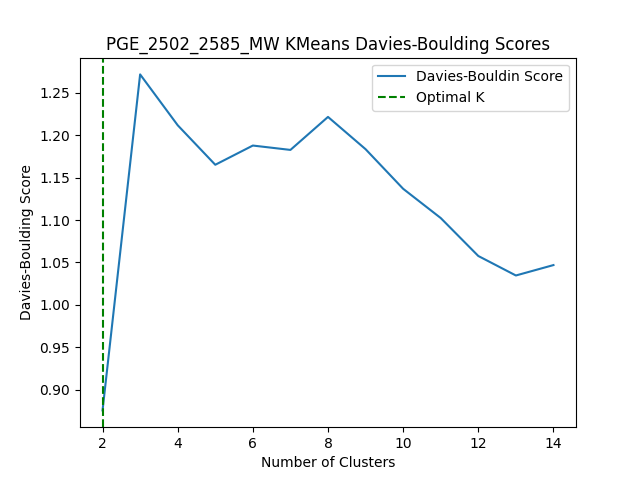 PGE_2502_2585_MW KMeans Davies-Boulding Scores
Davies-Bouldin Score
Optimal K
Davies-Boulding Score
1.25
1.20
1.15
1.10
1.05
1.00
0.95
0.90
2 4 6 8 10 12 14
Number of Clusters